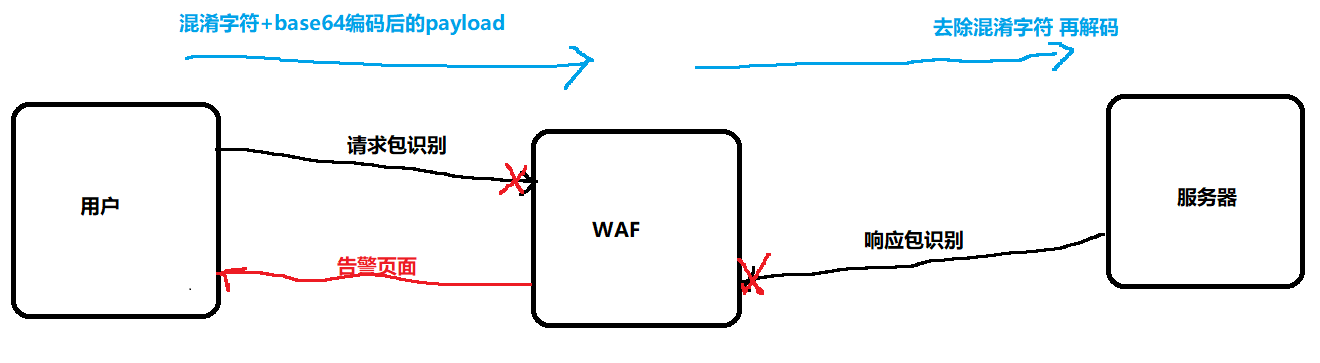 混淆字符+base64编码后的payload
去除混淆字符 再解码
请求包识别
用户
WAF
服务器
响应包识别
告警页面